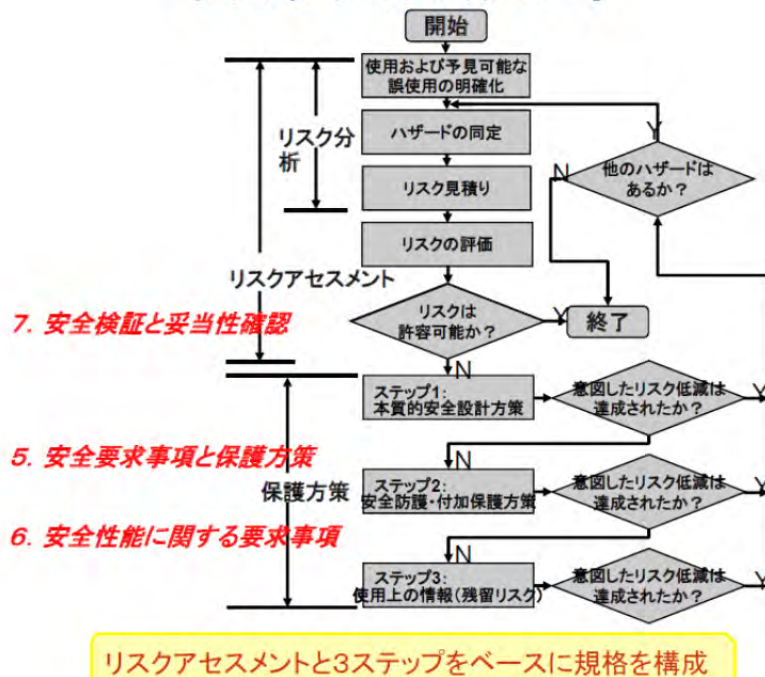 開始
使用および予見可能な
誤使用の明確化
リスク分
析
ハザードの同定
Y
N
他のハザードは
あるか?
リスク見積り
リスクの評価
リスクアセスメント
7. 安全検証と妥当性確認
リスクは
許容可能か?
Y
終了
N
ステップ1:
本質的安全設計方策
意図したリスク低減は
達成されたか?
Y
5. 安全要求事項と保護方策
N
保護方策
ステップ2:
安全防護・付加保護方策
意図したリスク低減は
達成されたか?
Y
6. 安全性能に関する要求事項
N
ステップ3:
使用上の情報(残留リスク)
意図したリスク低減は
達成されたか?
Y
リスクアセスメントと3ステップをベースに規格を構成